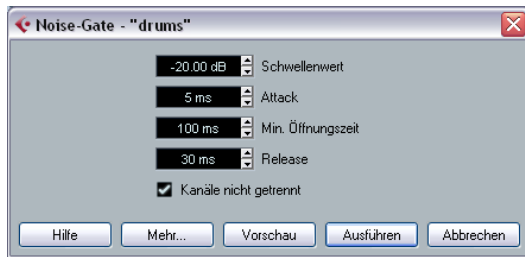 Noise-Gate - "drums"
-20.00 dB Schwellenwert
5 ms Attack
100 ms Min. Öffnungszeit
30 ms Release
Kanäle nicht getrennt
Hilfe Mehr... Vorschau Ausführen Abbrechen